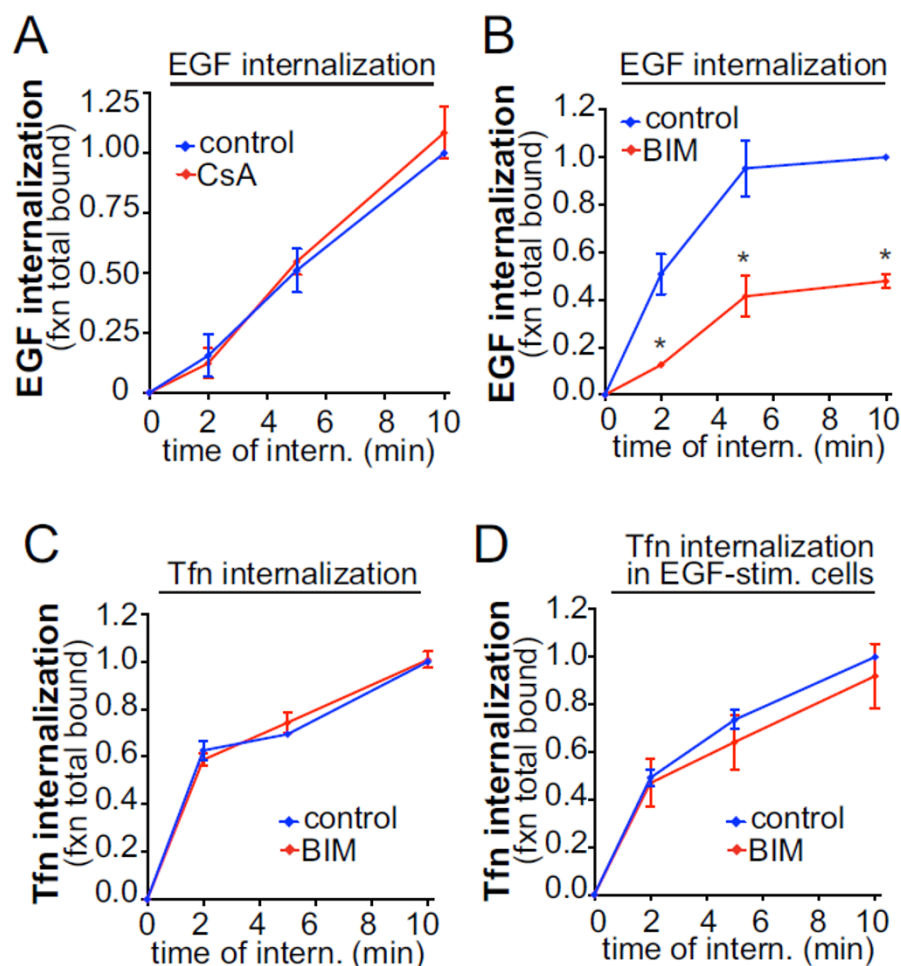 A
EGF internalization
EGF internalization
(fxn total bound)
1.25
1.00
0.75
0.50
0.25
0
control
CsA
0 2 4 6 8 10
time of intern. (min)
B
EGF internalization
EGF internalization
(fxn total bound)
1.2
1.0
0.8
0.6
0.4
0.2
0.0
control
BIM
*
*
*
0 2 4 6 8 10
time of intern. (min)
C
Tfn internalization
Tfn internalization
(fxn total bound)
1.2
1.0
0.8
0.6
0.4
0.2
0.0
control
BIM
0 2 4 6 8 10
time of intern. (min)
D
Tfn internalization
in EGF-stim. cells
Tfn internalization
(fxn total bound)
1.2
1.0
0.8
0.6
0.4
0.2
0.0
control
BIM
0 2 4 6 8 10
time of intern. (min)